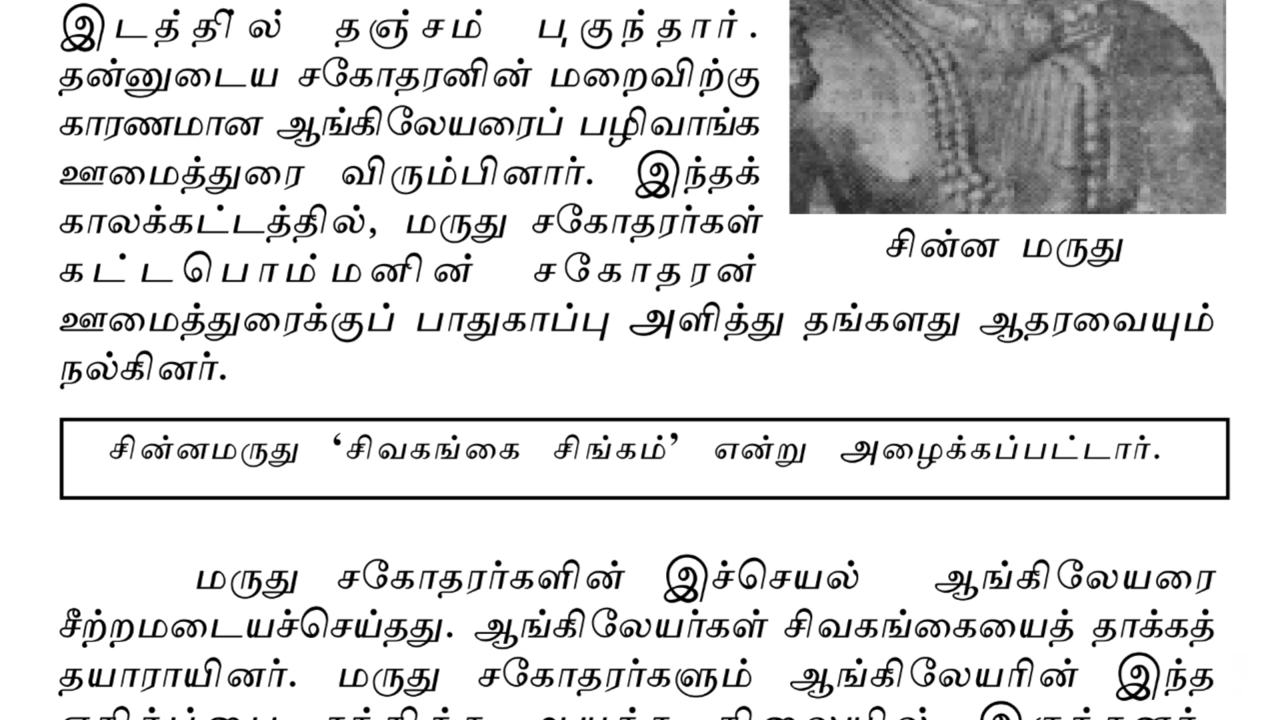 இடத்தில் தஞ்சம் புகுந்தார்.
தன்னுடைய சகோதரனின் மறைவிற்கு
காரணமான ஆங்கிலேயரைப் பழிவாங்க
ஊமைத்துரை விரும்பினார். இந்தக்
காலக்கட்டத்தில், மருது சகோதரர்கள்
கட்டபொம்மனின் சகோதரன்
சின்ன மருது
ஊமைத்துரைக்குப் பாதுகாப்பு அளித்து தங்களது ஆதரவையும்
நல்கினர்.
சின்னமருது ‘சிவகங்கை சிங்கம்’ என்று அழைக்கப்பட்டார்.
மருது சகோதரர்களின் இச்செயல் ஆங்கிலேயரை
சீற்றமடையச்செய்தது. ஆங்கிலேயர்கள் சிவகங்கையைத் தாக்கத்
தயாராயினர். மருது சகோதரர்களும் ஆங்கிலேயரின் இந்த